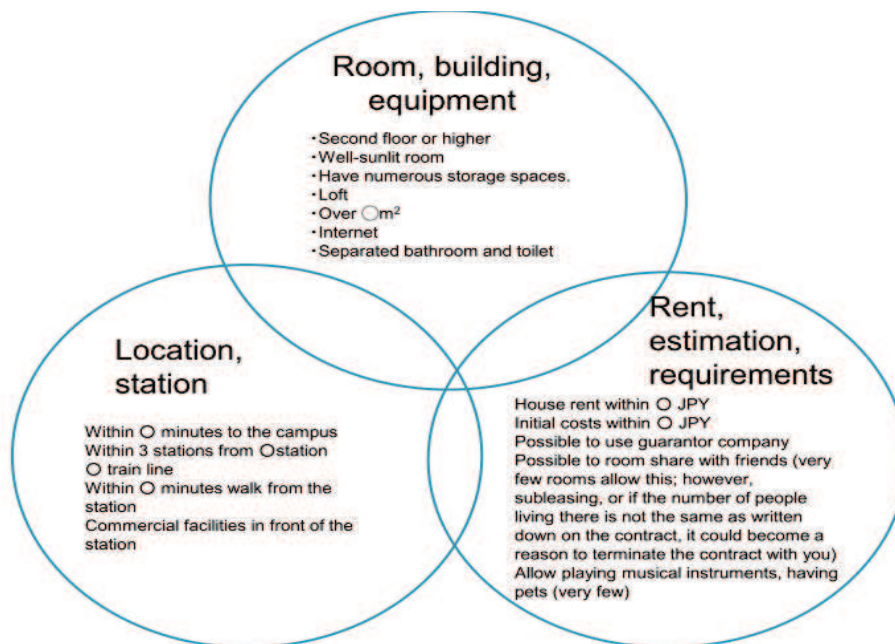 Room, building,
equipment
・Second floor or higher
・Well-sunlit room
・Have numerous storage spaces.
・Loft
・Over ○m²
・Internet
・Separated bathroom and toilet
Location,
station
Within ○ minutes to the campus
Within 3 stations from ○station
○ train line
Within ○ minutes walk from the
station
Commercial facilities in front of the
station
Rent,
estimation,
requirements
House rent within ○ JPY
Initial costs within ○ JPY
Possible to use guarantor company
Possible to room share with friends (very
few rooms allow this; however,
subleasing, or if the number of people
living there is not the same as written
down on the contract, it could become a
reason to terminate the contract with you)
Allow playing musical instruments, having
pets (very few)